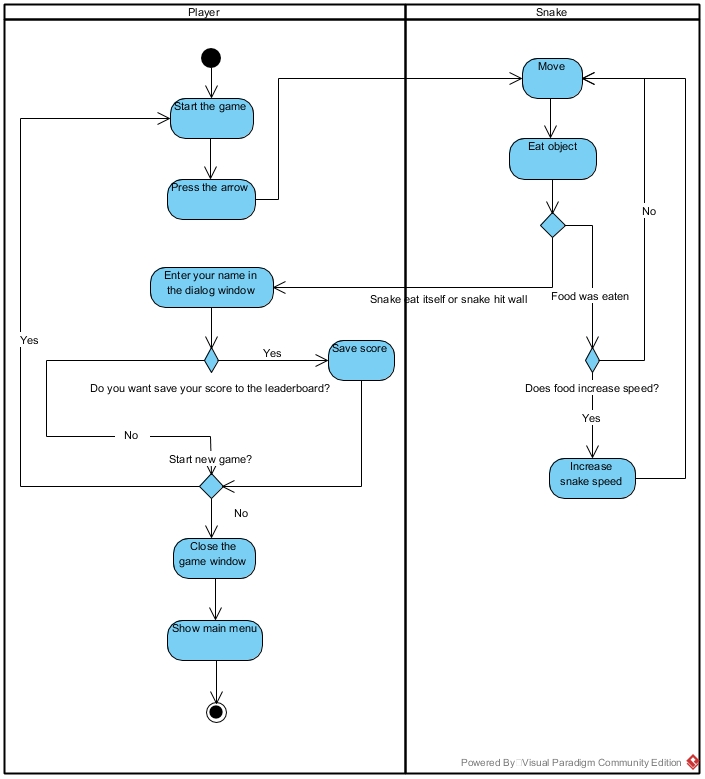 Player
Snake
Move
Start the game
Eat object
Press the arrow
No
Enter your name in
the dialog window
Snake eat itself or snake hit wall
Food was eaten
Yes
Yes
Save score
Do you want save your score to the leaderboard?
Does food increase speed?
Yes
No
Start new game?
Increase
snake speed
No
Close the
game window
Show main menu
Powered By Visual Paradigm Community Edition